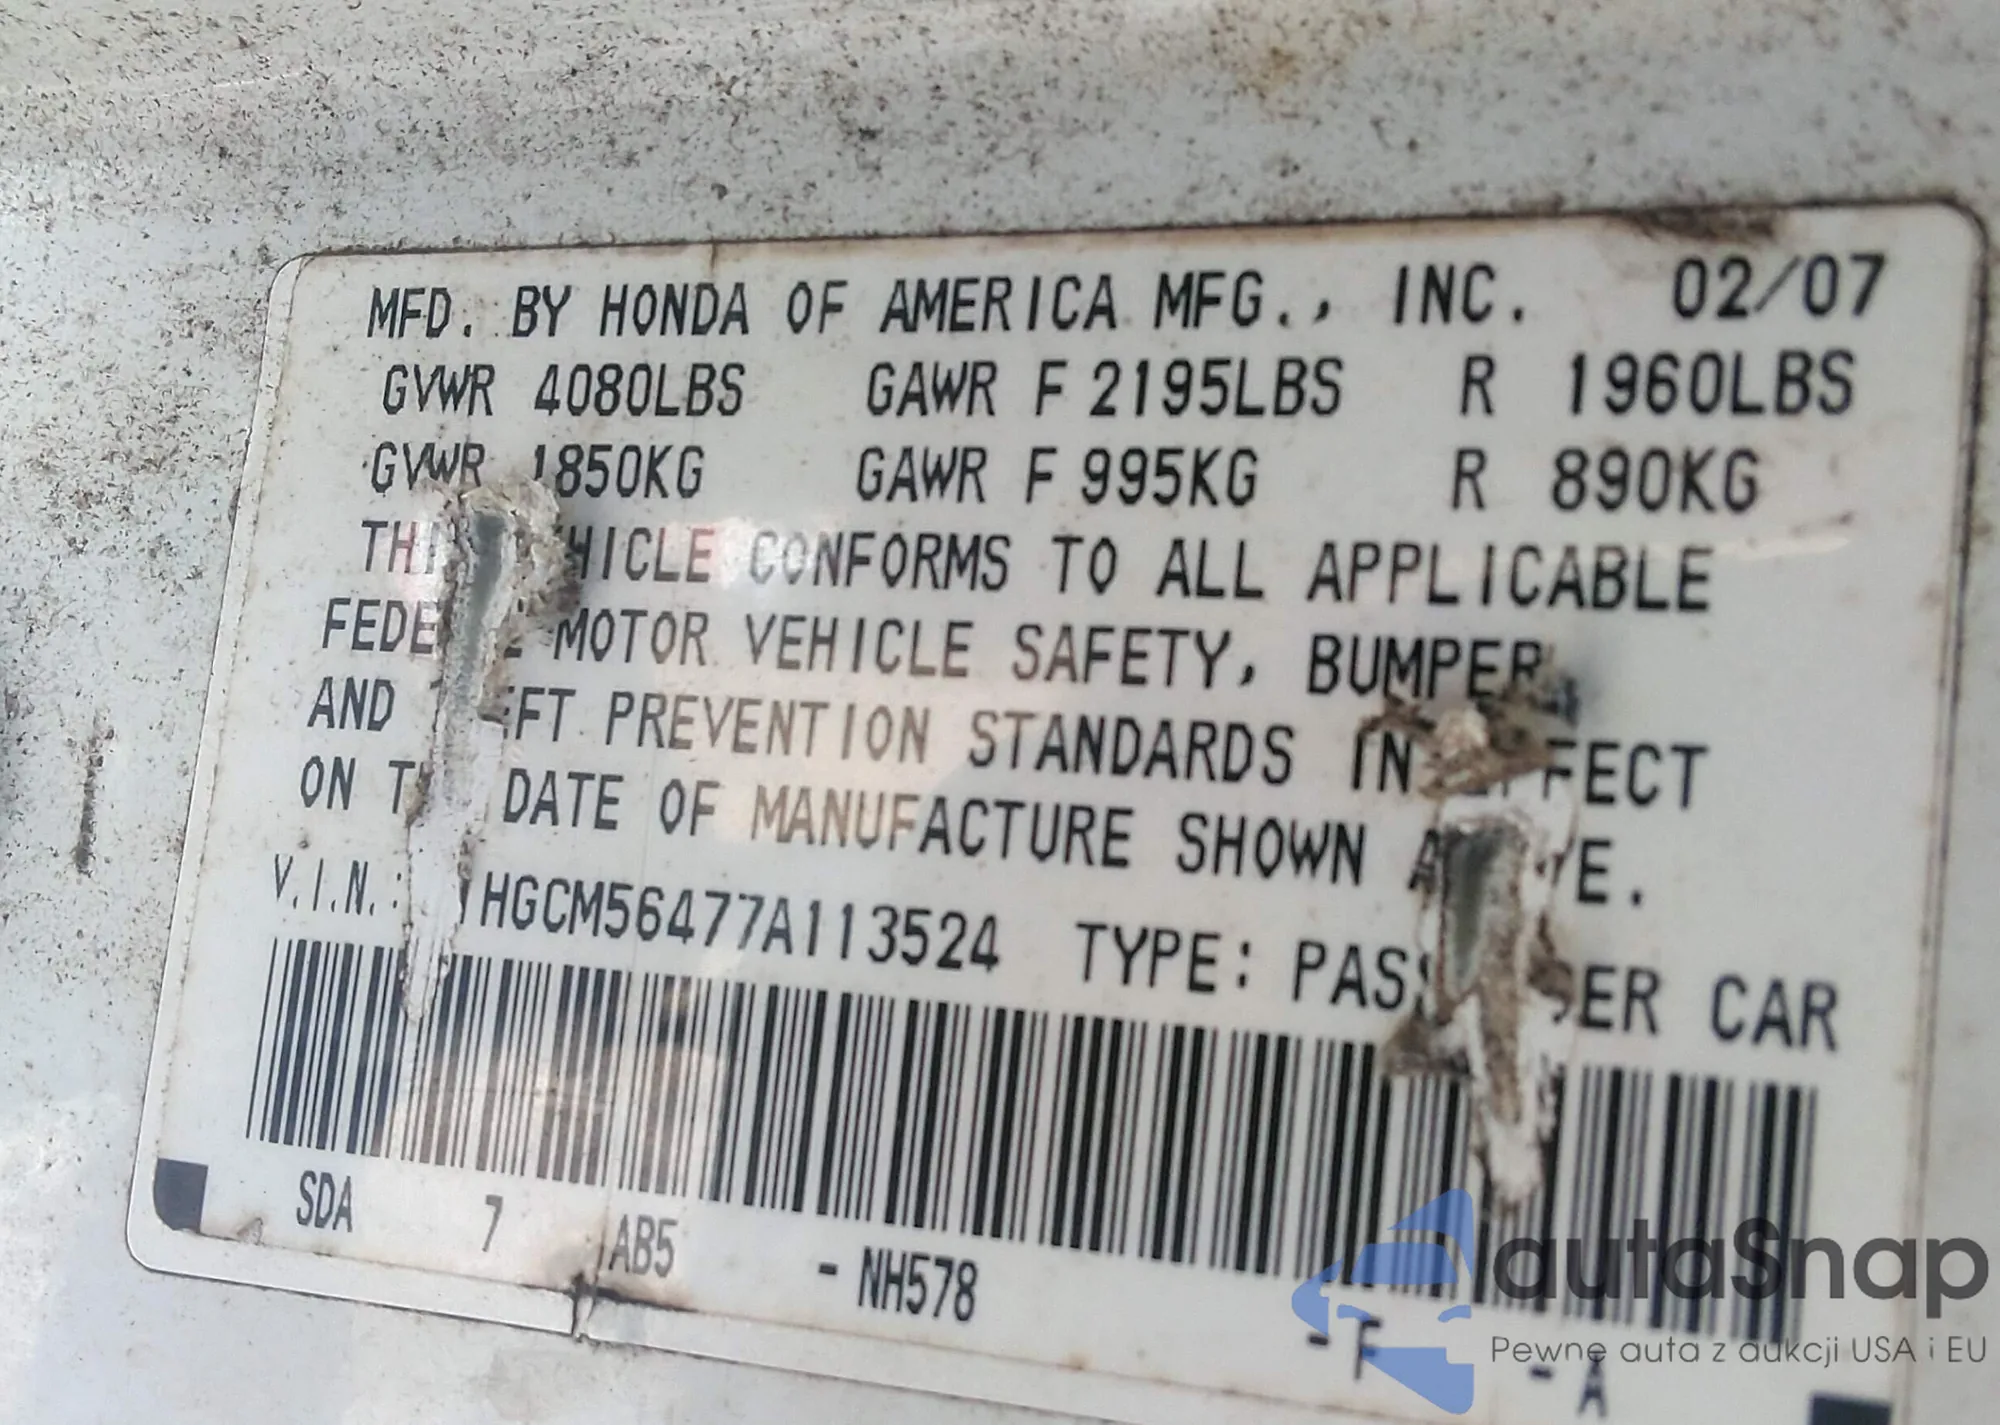 MFD. BY HONDA OF AMERICA MFG., INC. 02/07
GVWR 4080LBS GAWR F 2195LBS R 1960LBS
GVWR 1850KG GAWR F 995KG R 890KG
CONFORMS TO ALL APPLICABLE
MOTOR VEHICLE SAFETY, BUMPER
AND PREVENTION STANDARDS IN
ON DATE OF MANUFACTURE SHOWN
V.I.N.: 1HGCM56477A113524 TYPE: CAR
SDA 7 AB5 - NH578 - F - A
autaSnap
Pewne auta z aukcji USA i EU